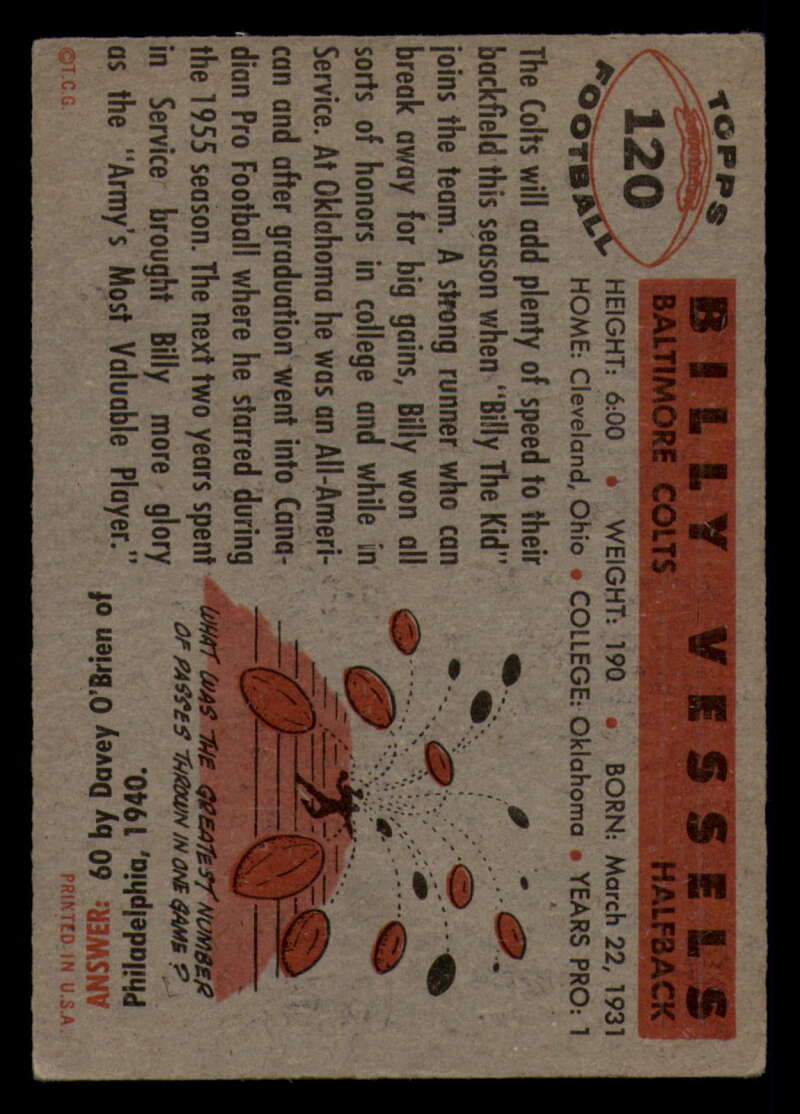 TOPPS
120
FOOTBALL
BILLY VESSELS
BALTIMORE COLTS HALFBACK
HEIGHT: 6:00 • WEIGHT: 190 • BORN: March 22, 1931
HOME: Cleveland, Ohio • COLLEGE: Oklahoma • YEARS PRO: 1
The Colts will add plenty of speed to their
backfield this season when "Billy The Kid"
joins the team. A strong runner who can
break away for big gains, Billy won all
sorts of honors in college and while in
Service. At Oklahoma he was an All-Ameri-
can and after graduation went into Cana-
dian Pro Football where he starred during
the 1955 season. The next two years spent
in Service brought Billy more glory
as the "Army's Most Valuable Player."
©T.C.G.
WHAT WAS THE GREATEST NUMBER
OF PASSES THROWN IN ONE GAME?
ANSWER: 60 by Davey O'Brien of
Philadelphia, 1940.
PRINTED IN U.S.A